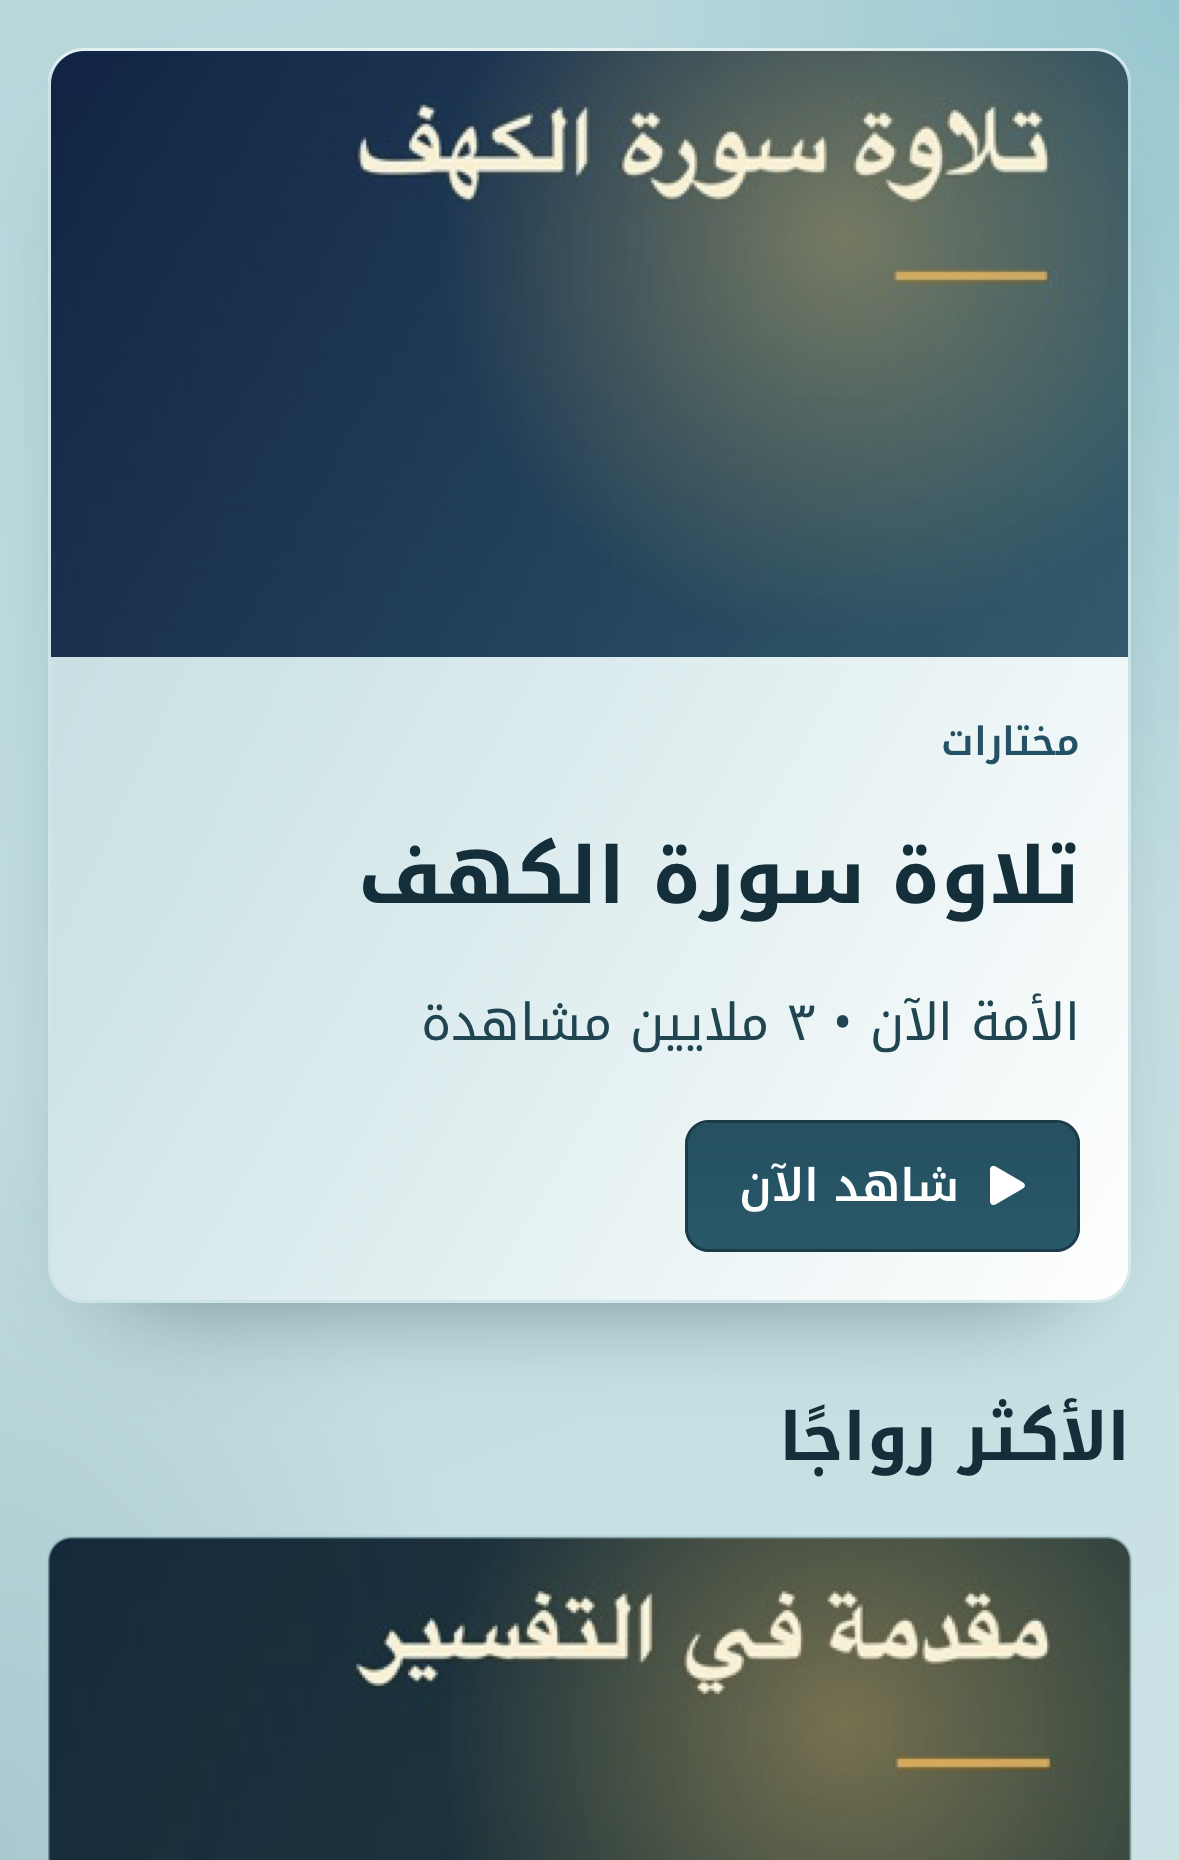 تلاوة سورة الكهف
مختارات
تلاوة سورة الكهف
الأمة الآن • ٣ ملايين مشاهدة
شاهد الآن
الأكثر رواجًا
مقدمة في التفسير